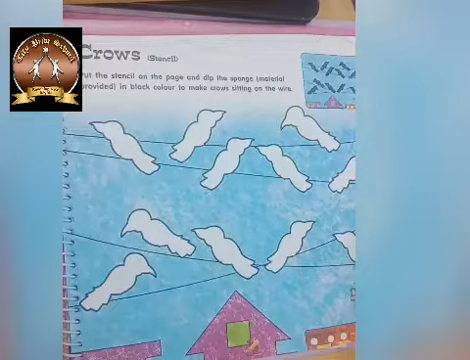 Crows (Stencil)
Put the stencil on the page and dip the sponge (material
provided) in black colour to make crows sitting on the wire.